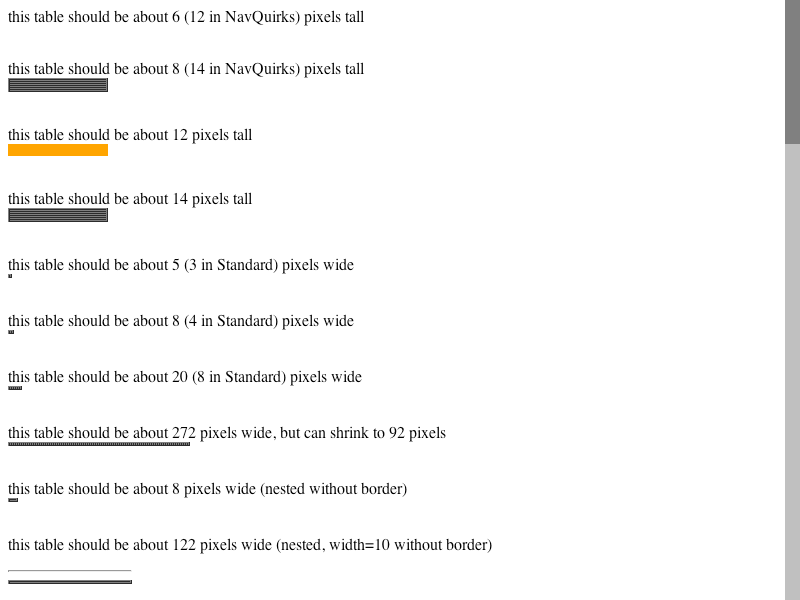 this table should be about 6 (12 in NavQuirks) pixels tall
this table should be about 8 (14 in NavQuirks) pixels tall
this table should be about 12 pixels tall
this table should be about 14 pixels tall
this table should be about 5 (3 in Standard) pixels wide
this table should be about 8 (4 in Standard) pixels wide
this table should be about 20 (8 in Standard) pixels wide
this table should be about 272 pixels wide, but can shrink to 92 pixels
this table should be about 8 pixels wide (nested without border)
this table should be about 122 pixels wide (nested, width=10 without border)